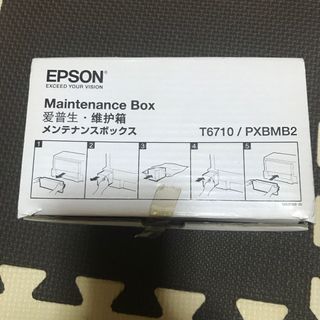 EPSON
EXCEED YOUR VISION
Maintenance Box
爱普生・维护箱
メンテナンスボックス
T6710 / PXBMB2
1 2 3 4 5